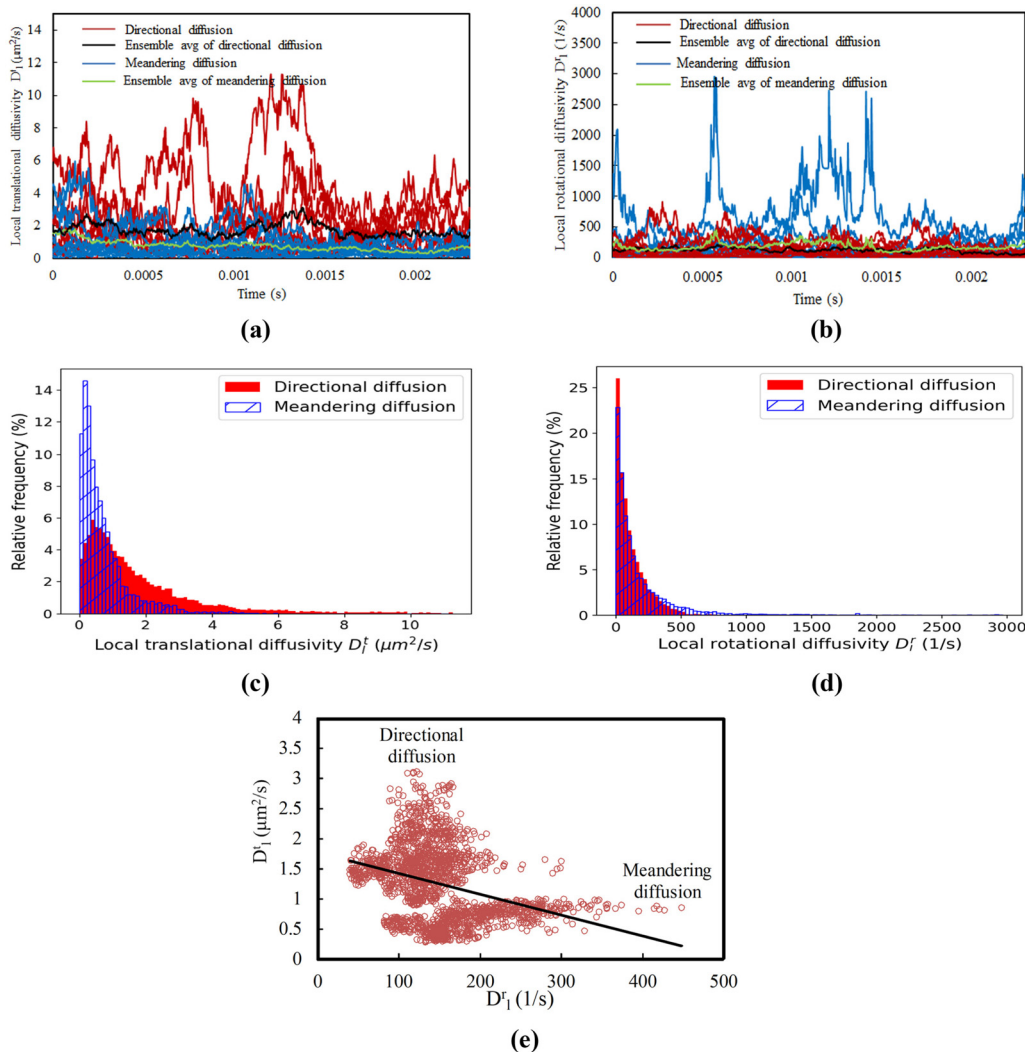 Local translational diffusivity Dᵗl (μm²/s)
14
12
10
8
6
4
2
0
Directional diffusion
Ensemble avg of directional diffusion
Meandering diffusion
Ensemble avg of meandering diffusion
0
0.0005
0.001
0.0015
0.002
Time (s)
(a)
Local rotational diffusivity Dʳl (1/s)
4000
3500
3000
2500
2000
1500
1000
500
0
Directional diffusion
Ensemble avg of directional diffusion
Meandering diffusion
Ensemble avg of meandering diffusion
0
0.0005
0.001
0.0015
0.002
Time (s)
(b)
Relative frequency (%)
14
12
10
8
6
4
2
0
Directional diffusion
Meandering diffusion
0 2 4 6 8 10
Local translational diffusivity Dₗᵗ (μm²/s)
(c)
Relative frequency (%)
25
20
15
10
5
0
Directional diffusion
Meandering diffusion
0 500 1000 1500 2000 2500 3000
Local rotational diffusivity Dₗʳ (1/s)
(d)
Dᵗl (μm²/s)
4
3.5
3
2.5
2
1.5
1
0.5
0
Directional
diffusion
Meandering
diffusion
0 100 200 300 400 500
Dʳl (1/s)
(e)